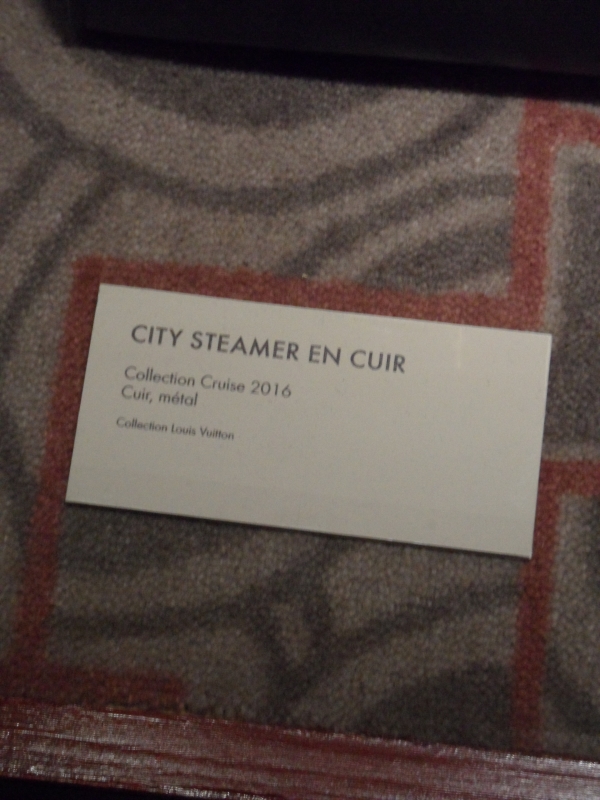 CITY STEAMER EN CUIR
Collection Cruise 2016
Cuir, métal
Collection Louis Vuitton